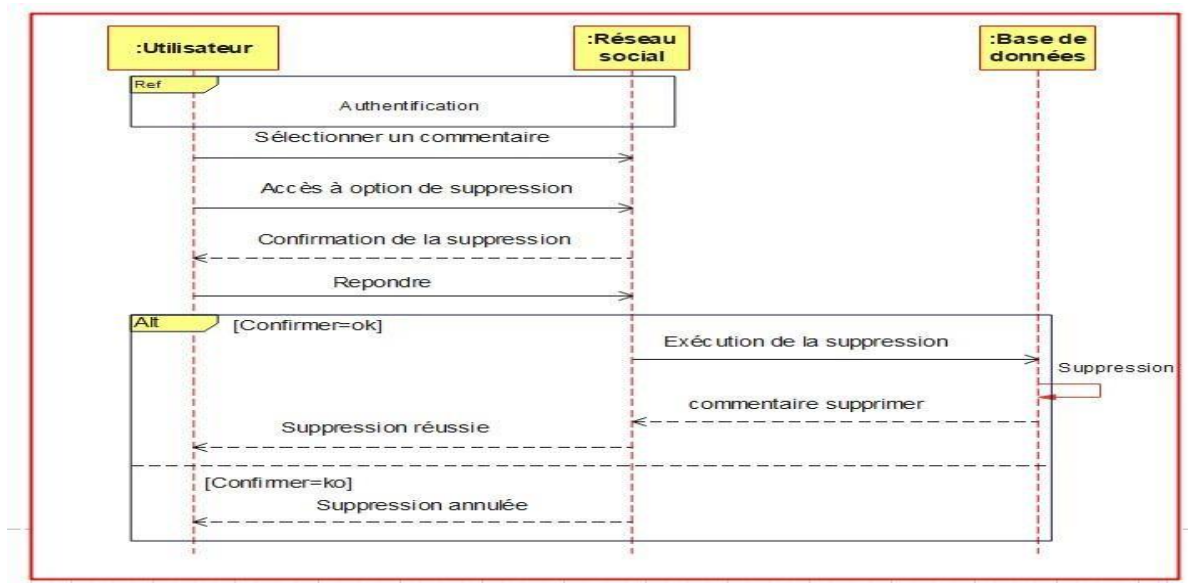 :Utilisateur
:Réseau
social
:Base de
données
Ref
Authentification
Sélectionner un commentaire
Accès à option de suppression
Confirmation de la suppression
Repondre
Alt
[Confirmer=ok]
Exécution de la suppression
Suppression
commentaire supprimer
Suppression réussie
[Confirmer=ko]
Suppression annulée